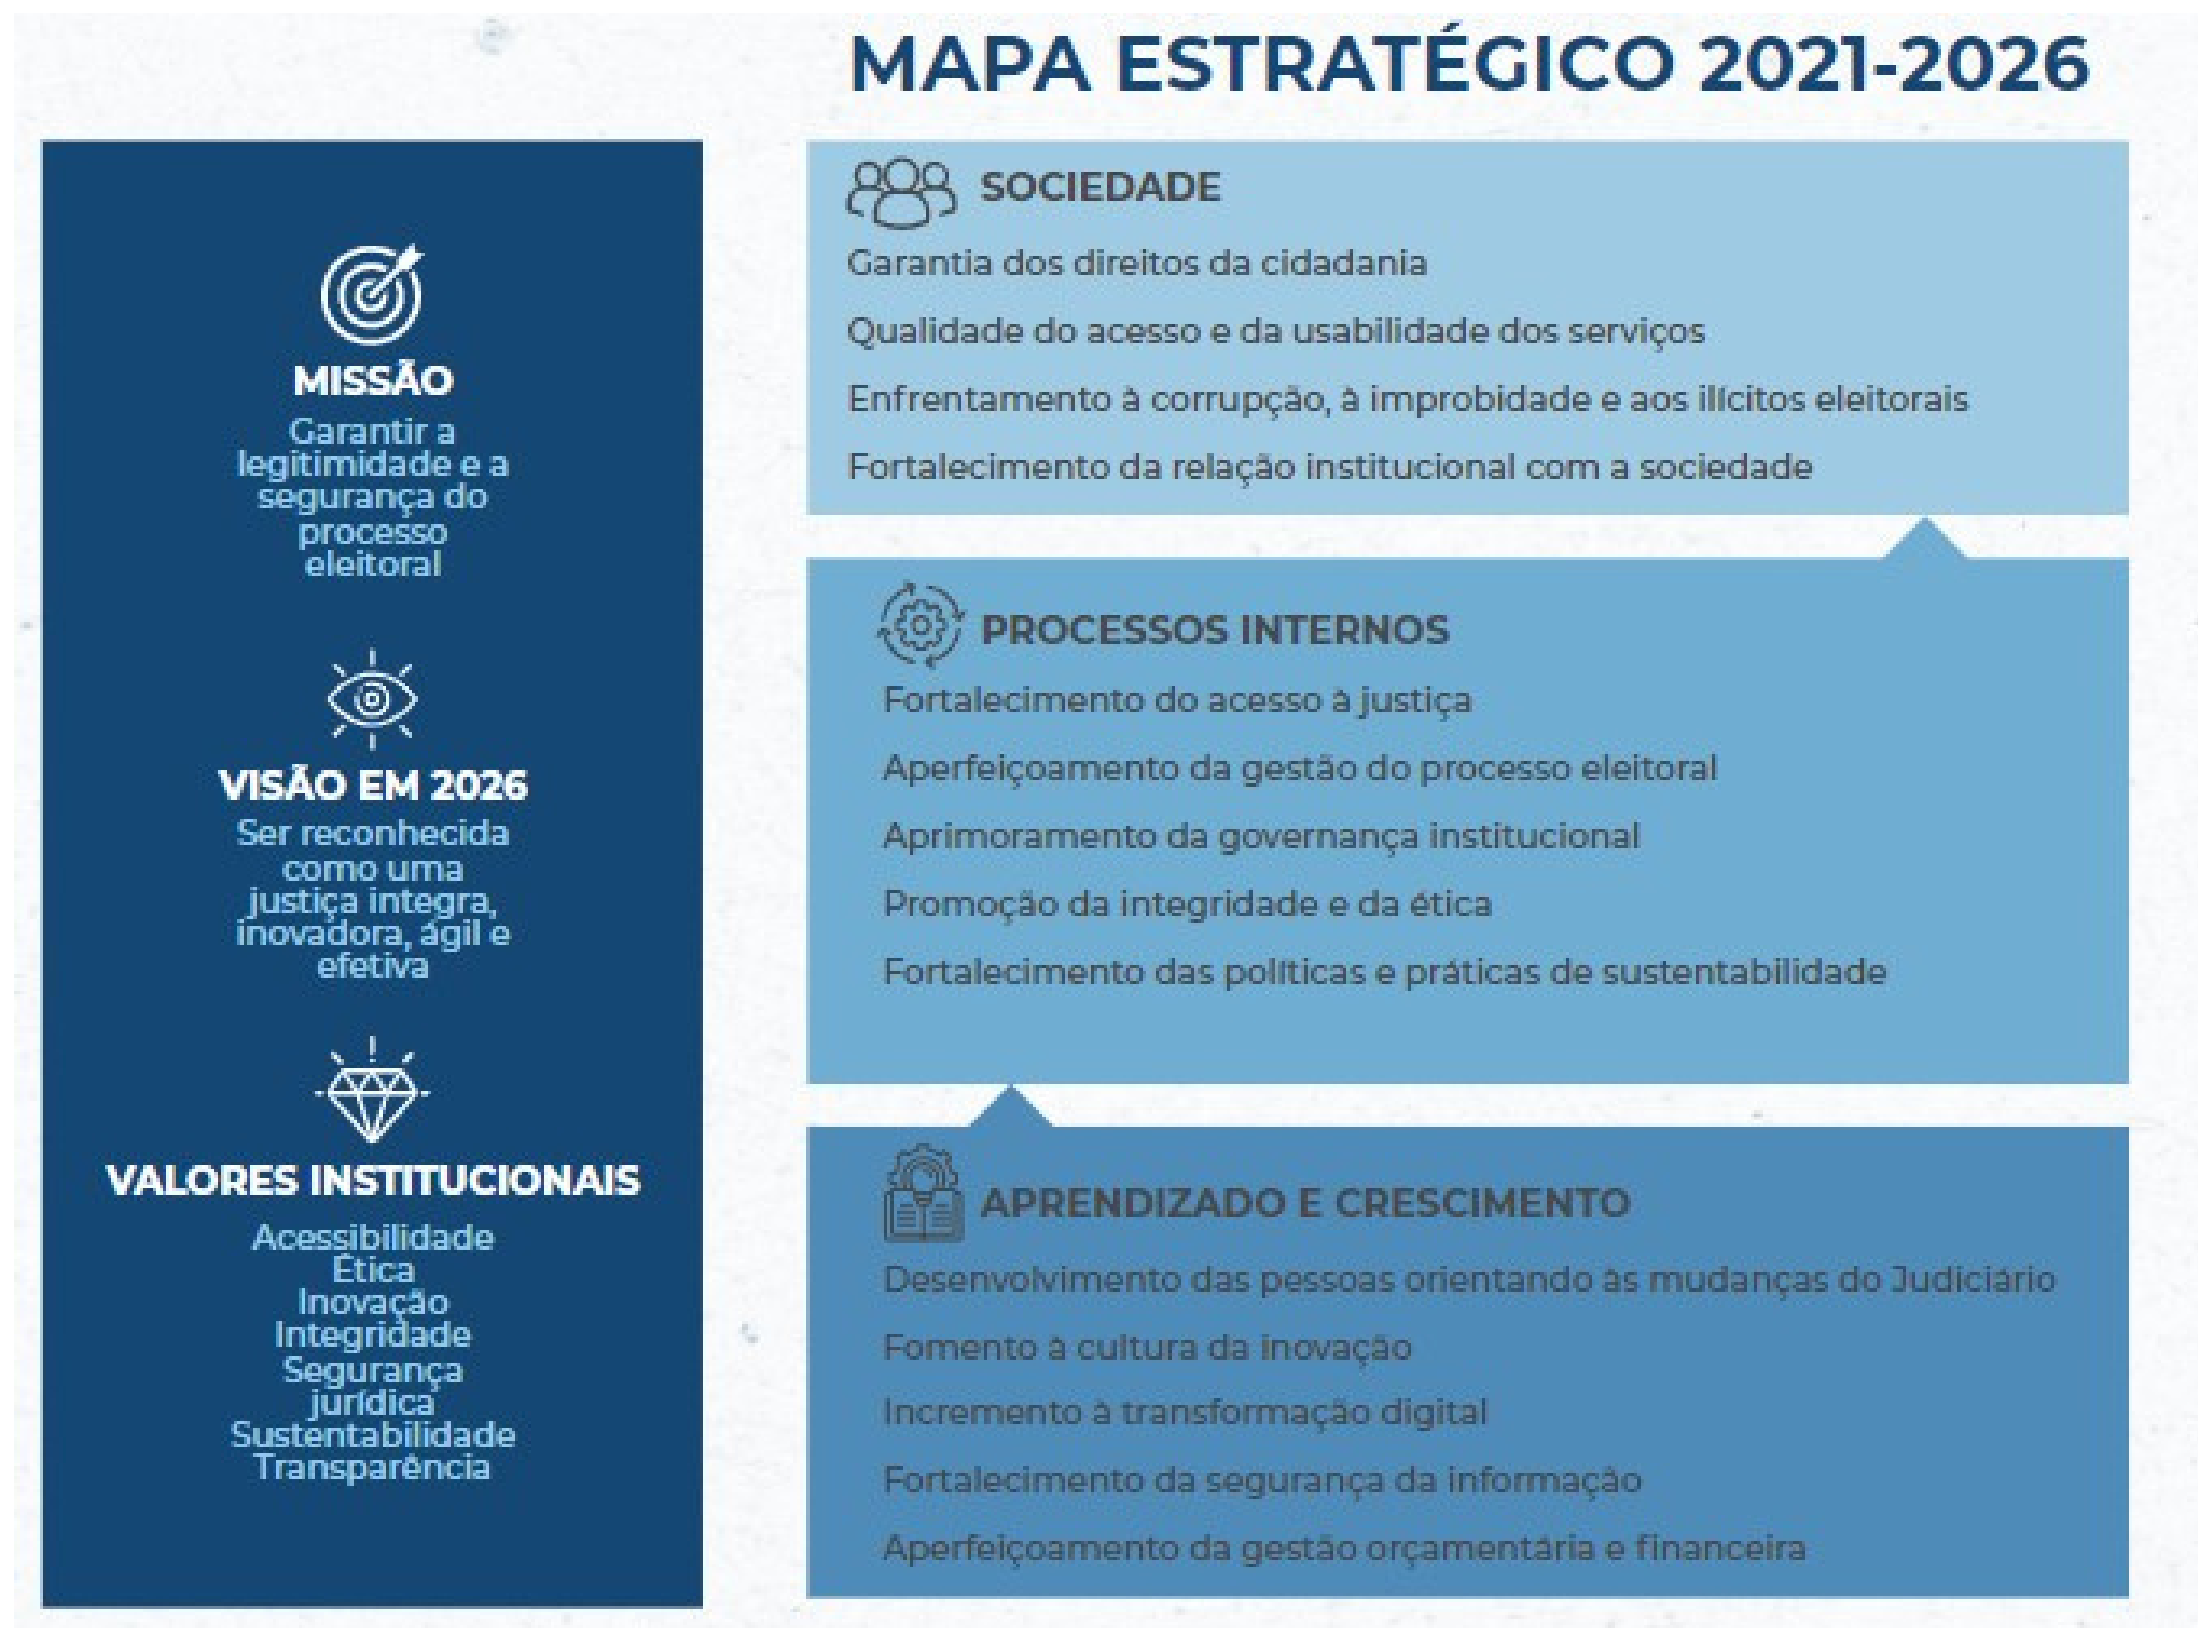 MAPA ESTRATÉGICO 2021-2026
MISSÃO
Garantir a
legitimidade e a
segurança do
processo
eleitoral
VISÃO EM 2026
Ser reconhecida
como uma
justiça integra,
inovadora, ágil e
efetiva
VALORES INSTITUCIONAIS
Acessibilidade
Ética
Inovação
Integridade
Segurança
jurídica
Sustentabilidade
Transparência
SOCIEDADE
Garantia dos direitos da cidadania
Qualidade do acesso e da usabilidade dos serviços
Enfrentamento à corrupção, à improbidade e aos ilícitos eleitorais
Fortalecimento da relação institucional com a sociedade
PROCESSOS INTERNOS
Fortalecimento do acesso à justiça
Aperfeiçoamento da gestão do processo eleitoral
Aprimoramento da governança institucional
Promoção da integridade e da ética
Fortalecimento das políticas e práticas de sustentabilidade
APRENDIZADO E CRESCIMENTO
Desenvolvimento das pessoas orientando às mudanças do Judiciário
Fomento à cultura da inovação
Incremento à transformação digital
Fortalecimento da segurança da informação
Aperfeiçoamento da gestão orçamentária e financeira